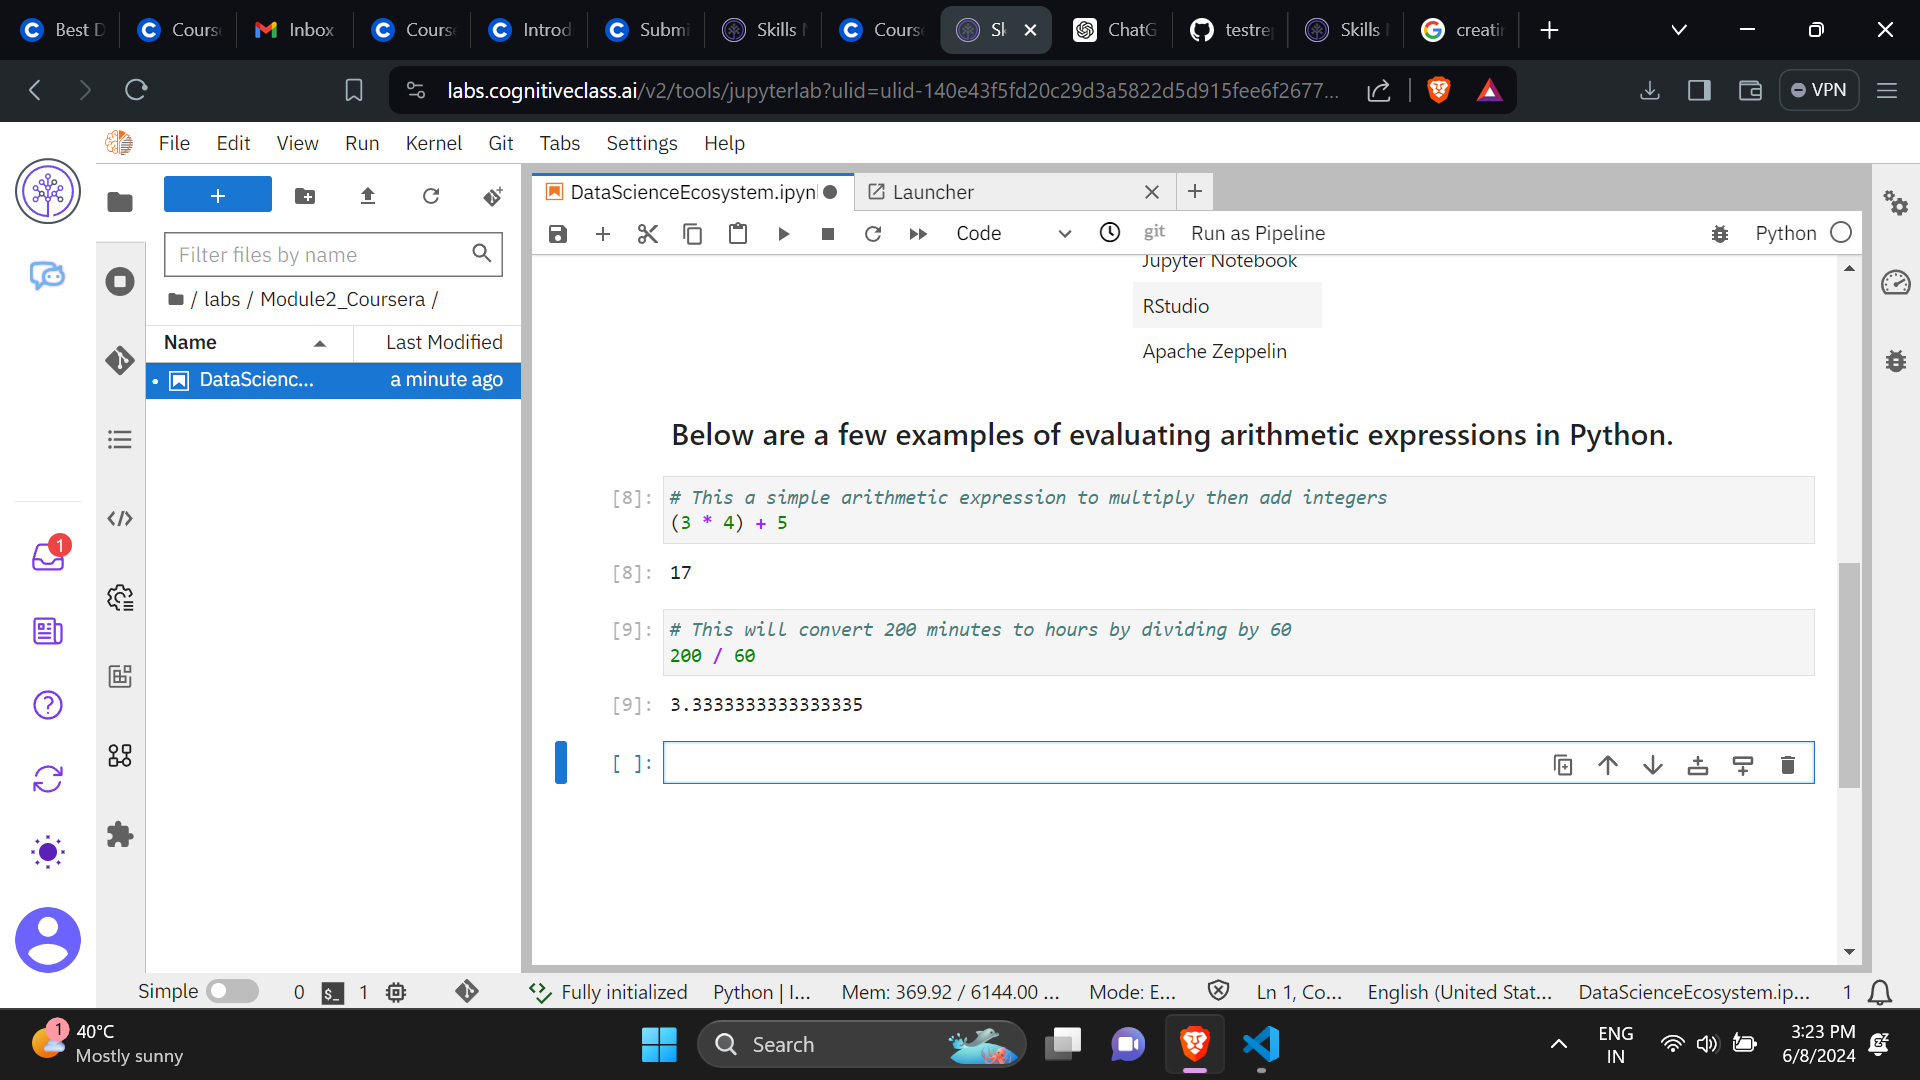 Best D
Cours
Inbox
Cours
Introd
Submi
Skills N
Cours
Sk
ChatG
testre
Skills
creatin
labs.cognitiveclass.ai/v2/tools/jupyterlab?ulid=ulid-140e43f5fd20c29d3a5822d5d915fee6f2677...
VPN
File Edit View Run Kernel Git Tabs Settings Help
DataScienceEcosystem.ipyn
Launcher
Code
git
Run as Pipeline
Python
Filter files by name
/ labs / Module2_Coursera /
Name
Last Modified
DataScienc...
a minute ago
Jupyter Notebook
RStudio
Apache Zeppelin
Below are a few examples of evaluating arithmetic expressions in Python.
[8]: # This a simple arithmetic expression to multiply then add integers
(3 * 4) + 5
[8]: 17
[9]: # This will convert 200 minutes to hours by dividing by 60
200 / 60
[9]: 3.3333333333333335
[ ]:
1
Simple 0 $_ 1 Fully initialized Python | I... Mem: 369.92 / 6144.00 ... Mode: E... Ln 1, Co... English (United Stat... DataScienceEcosystem.ip... 1
1
40°C
Mostly sunny
Search
ENG
IN
3:23 PM
6/8/2024